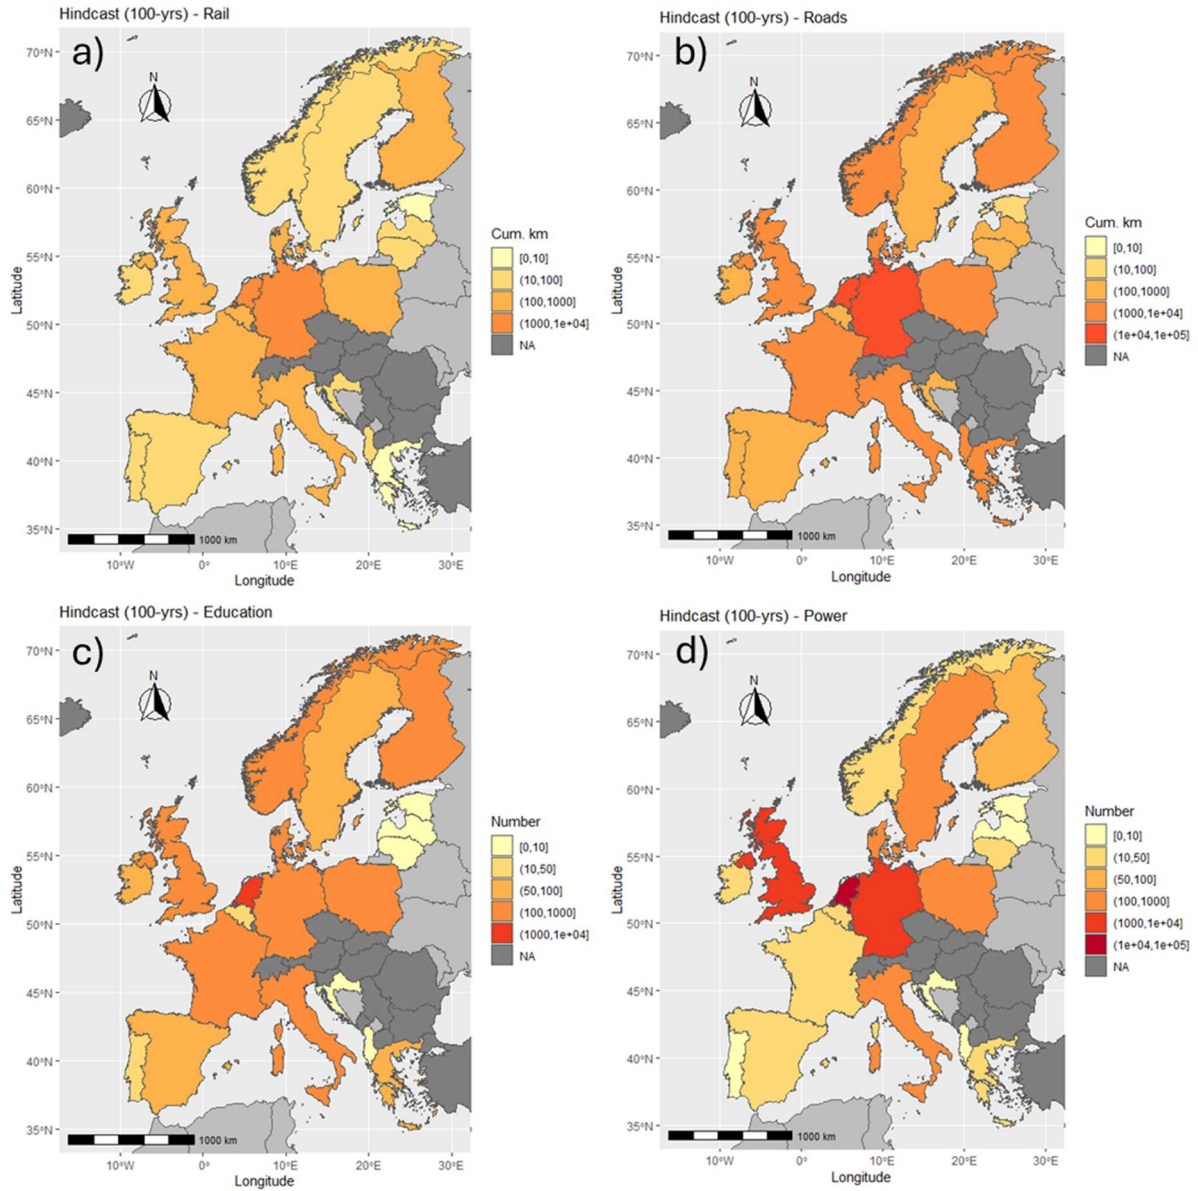 Hindcast (100-yrs) - Rail
a)
N
70°N
65°N
60°N
55°N
50°N
45°N
40°N
35°N
Latitude
1000 km
10°W 0° 10°E 20°E 30°E
Longitude
Cum. km
[0,10]
(10,100]
(100,1000]
(1000,1e+04]
NA
Hindcast (100-yrs) - Roads
b)
N
70°N
65°N
60°N
55°N
50°N
45°N
40°N
35°N
Latitude
1000 km
10°W 0° 10°E 20°E 30°E
Longitude
Cum. km
[0,10]
(10,100]
(100,1000]
(1000,1e+04]
(1e+04,1e+05]
NA
Hindcast (100-yrs) - Education
c)
N
70°N
65°N
60°N
55°N
50°N
45°N
40°N
35°N
Latitude
1000 km
10°W 0° 10°E 20°E 30°E
Longitude
Number
[0,10]
(10,50]
(50,100]
(100,1000]
(1000,1e+04]
NA
Hindcast (100-yrs) - Power
d)
N
70°N
65°N
60°N
55°N
50°N
45°N
40°N
35°N
Latitude
1000 km
10°W 0° 10°E 20°E 30°E
Longitude
Number
[0,10]
(10,50]
(50,100]
(100,1000]
(1000,1e+04]
(1e+04,1e+05]
NA